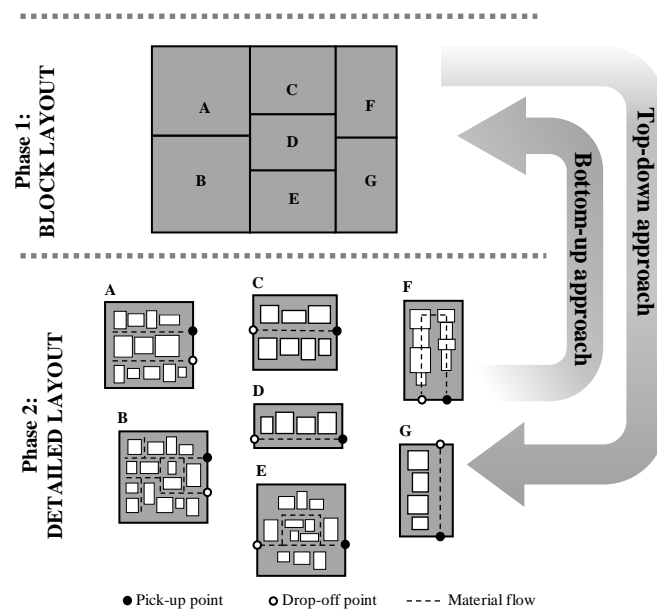 Phase 1:
BLOCK LAYOUT
A
B
C
D
E
F
G
Top-down approach
Bottom-up approach
Phase 2:
DETAILED LAYOUT
A
B
C
D
E
F
G
Pick-up point
Drop-off point
Material flow